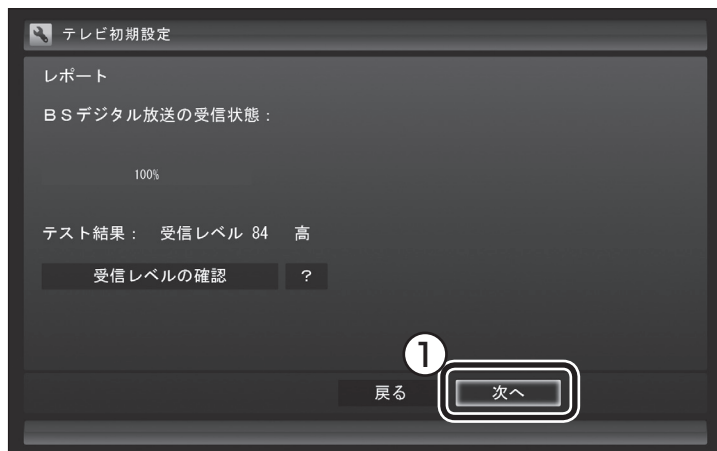 テレビ初期設定
レポート
BSデジタル放送の受信状態：
100%
テスト結果： 受信レベル 84 高
受信レベルの確認 ?
1
戻る 次へ